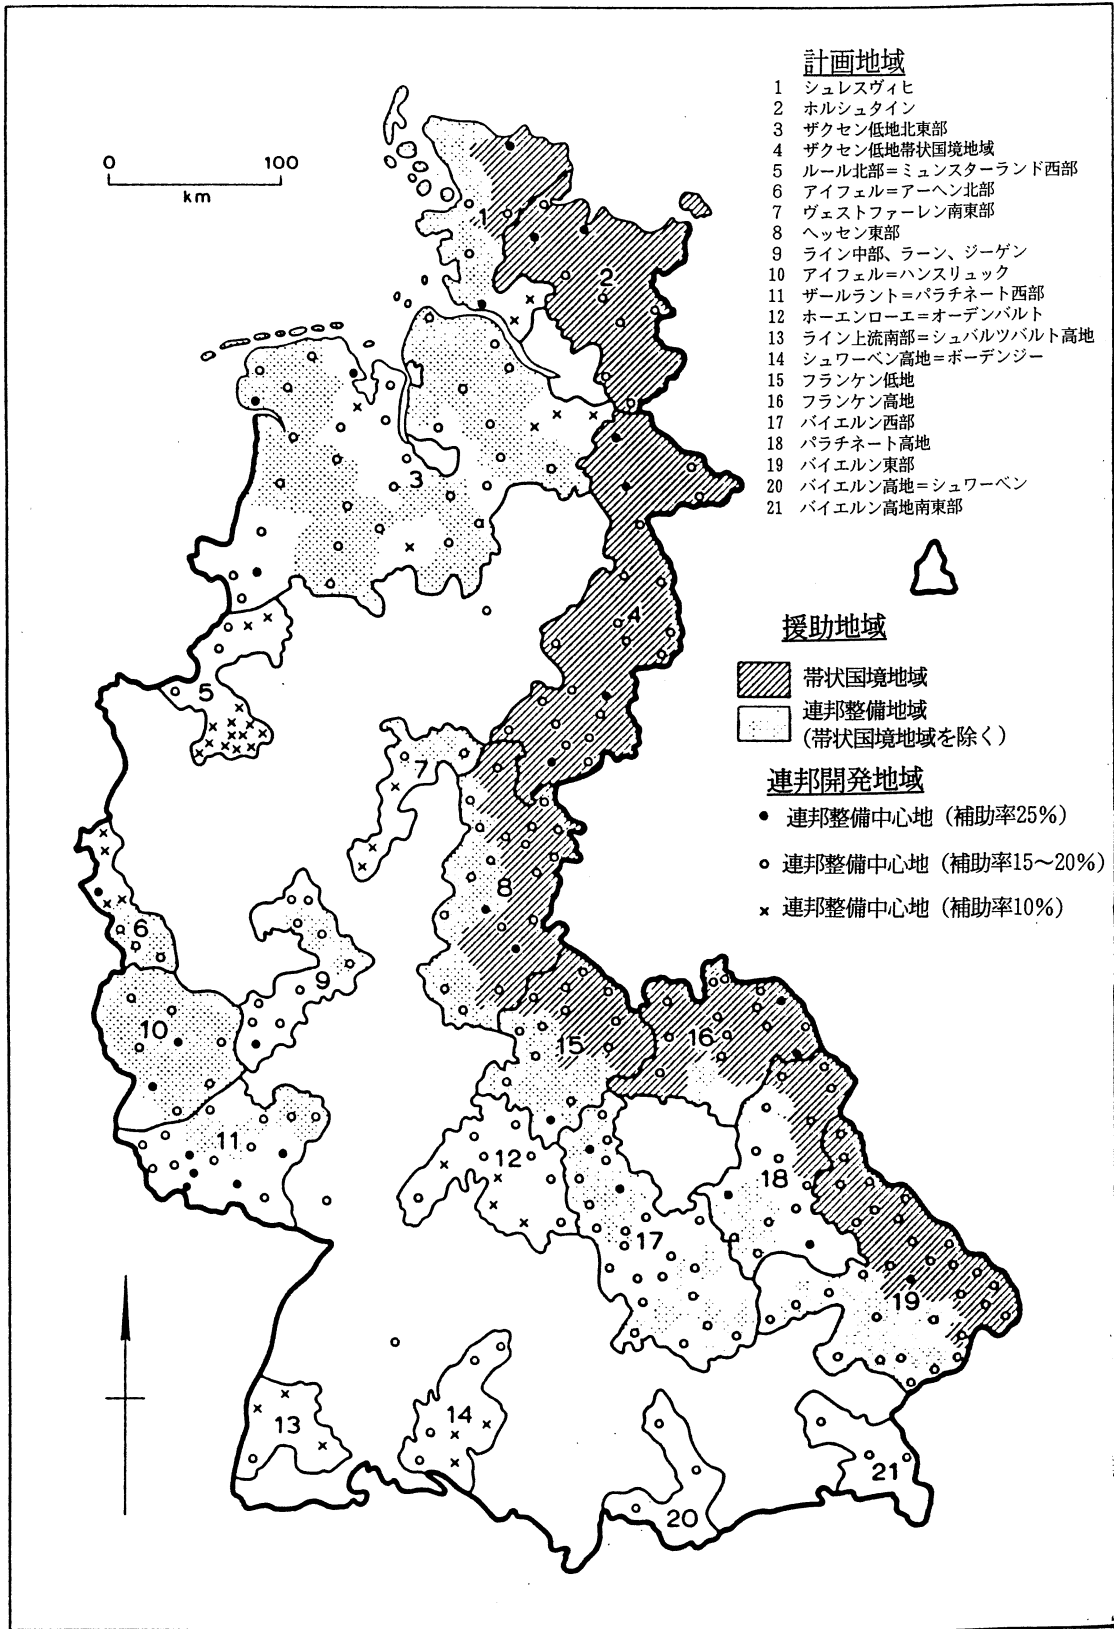 計画地域
1 シュレスヴィヒ
2 ホルシュタイン
3 ザクセン低地北東部
4 ザクセン低地帯状国境地域
5 ルール北部=ミュンスターランド西部
6 アイフェル=アーヘン北部
7 ヴェストファーレン南東部
8 ヘッセン東部
9 ライン中部、ラーン、ジーゲン
10 アイフェル=ハンスリュック
11 ザールラント=パラチネート西部
12 ホーエンローエ=オーデンバルト
13 ライン上流南部=シュバルツバルト高地
14 シュワーベン高地=ボーデンジー
15 フランケン低地
16 フランケン高地
17 バイエルン西部
18 パラチネート高地
19 バイエルン東部
20 バイエルン高地=シュワーベン
21 バイエルン高地南東部
0 100
km
援助地域
帯状国境地域
連邦整備地域
(帯状国境地域を除く)
連邦開発地域
• 連邦整備中心地 (補助率25%)
○ 連邦整備中心地 (補助率15〜20%)
× 連邦整備中心地 (補助率10%)
1
2
3
4
5
7
8
6
9
10
15
16
11
12
18
17
19
13
14
21
20